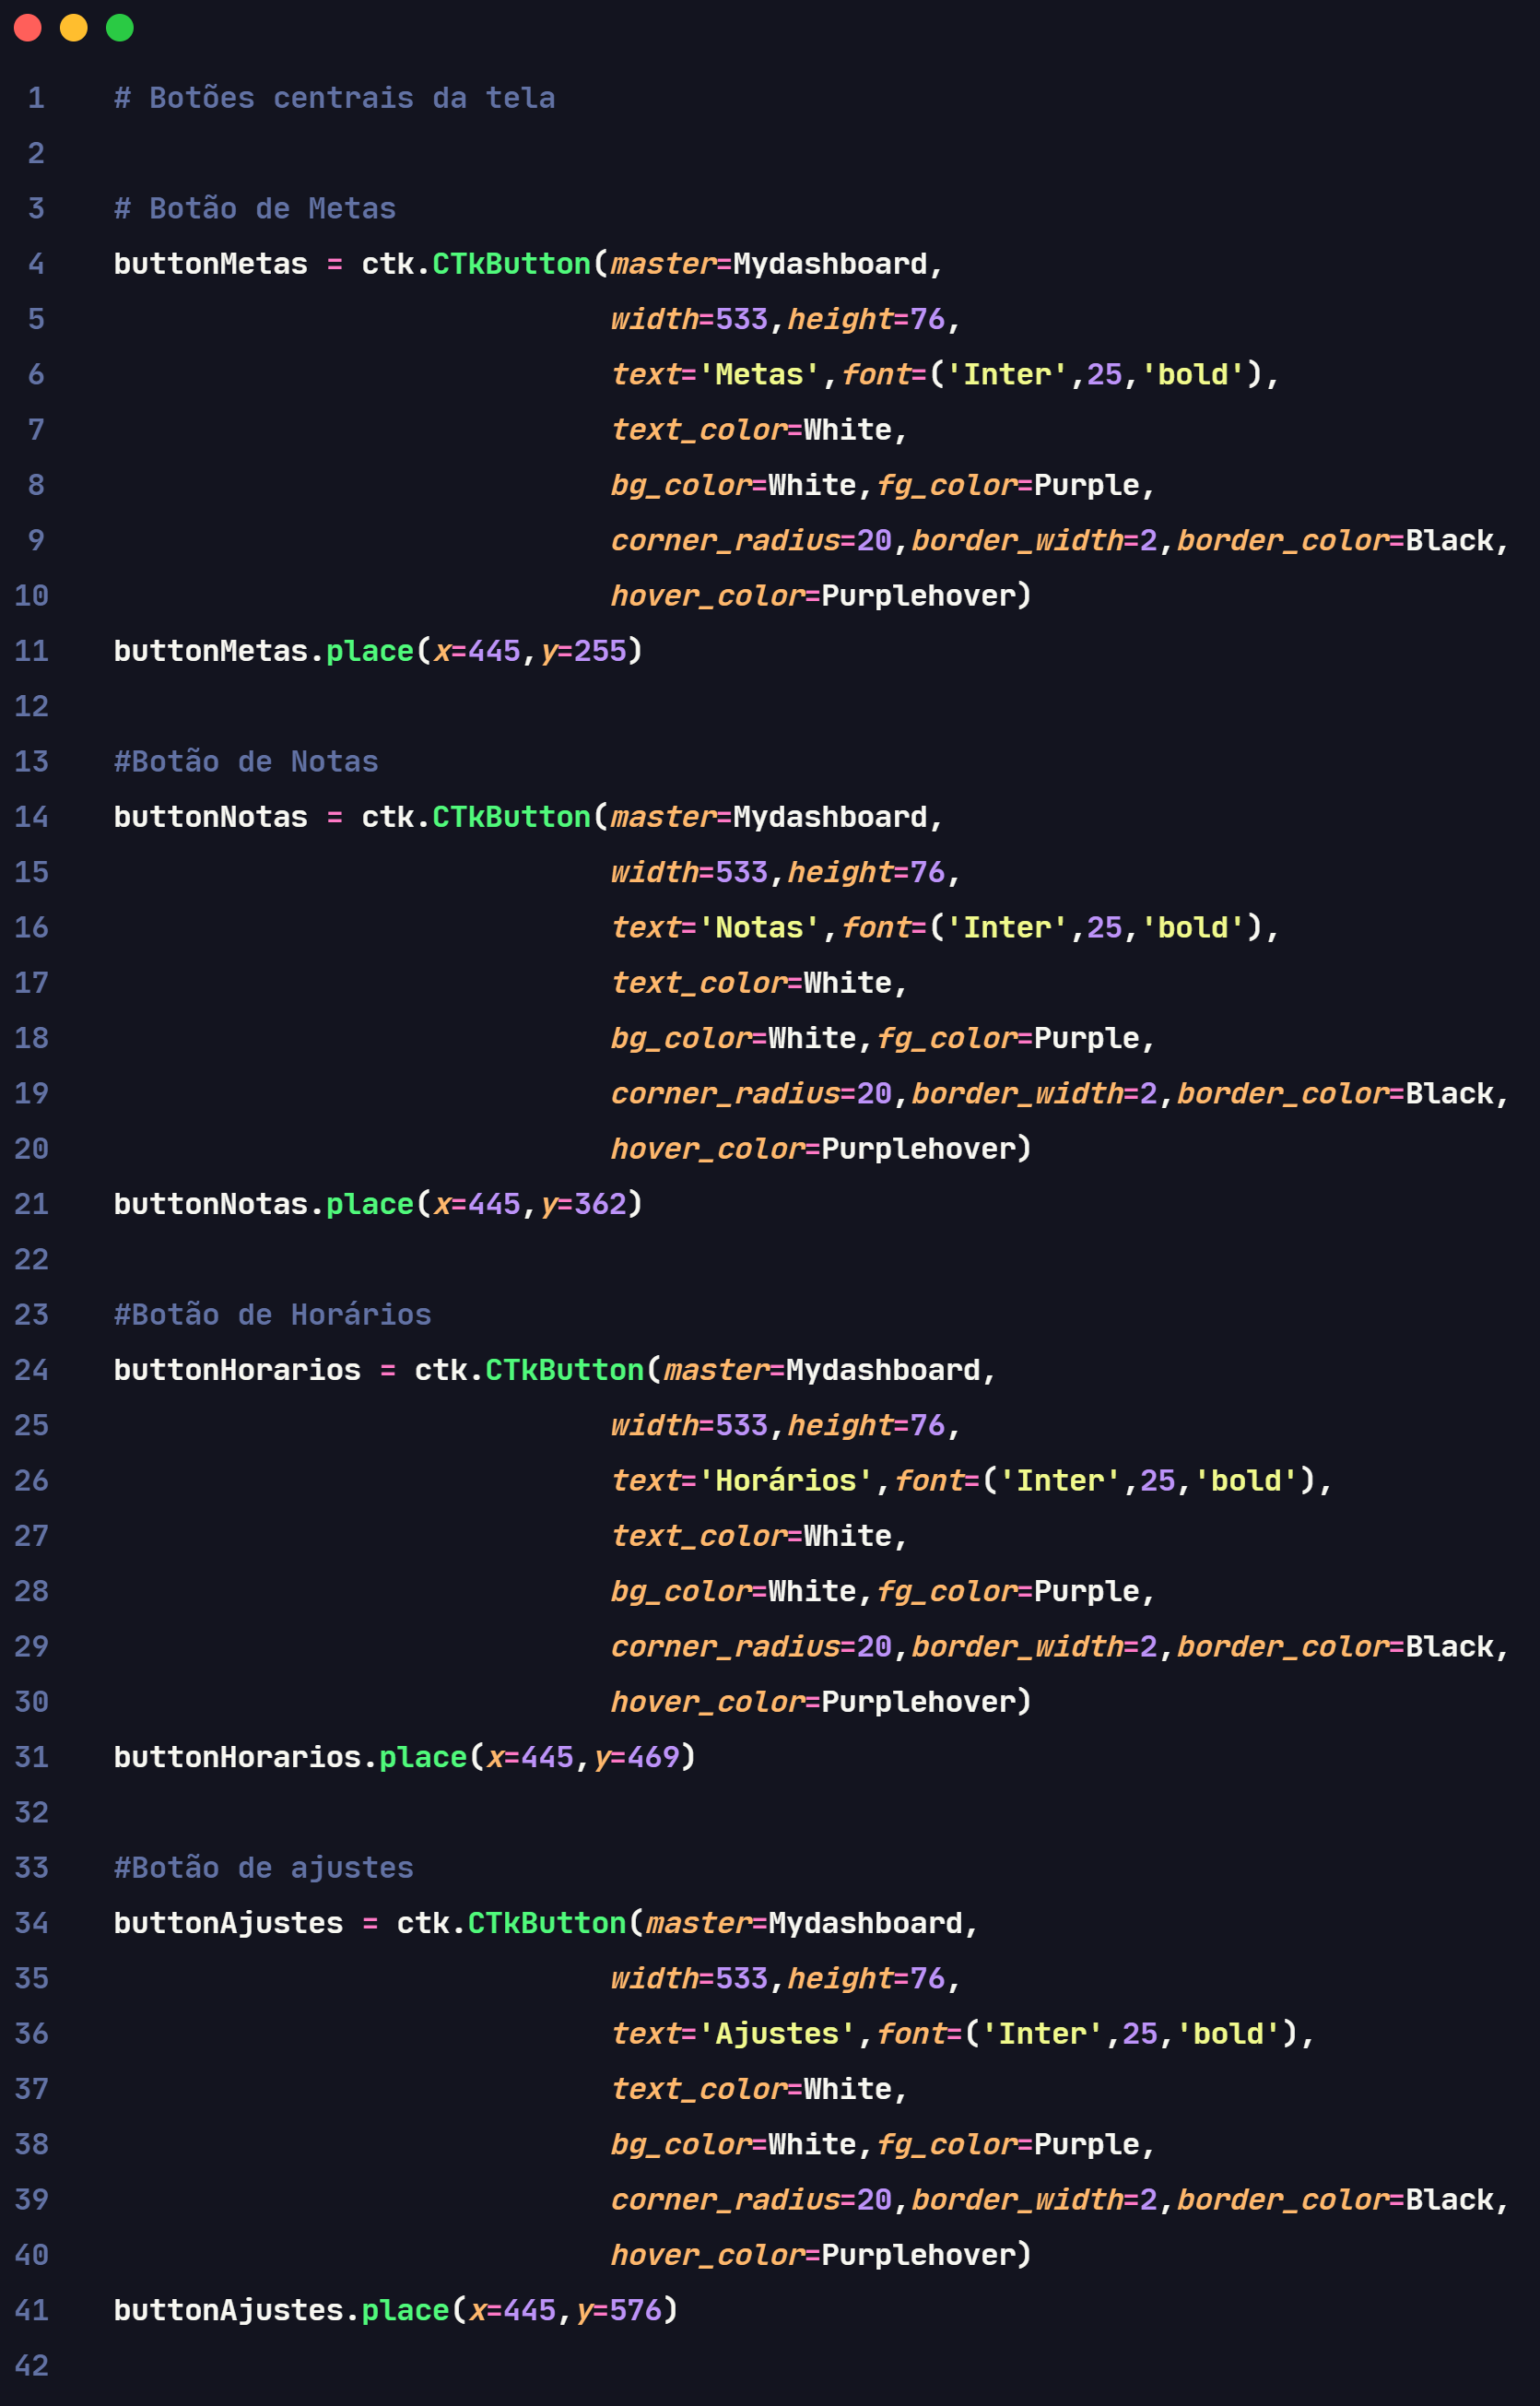 1 # Botões centrais da tela
2
3 # Botão de Metas
4 buttonMetas = ctk.CTkButton(master=Mydashboard,
5 width=533,height=76,
6 text='Metas',font=('Inter',25,'bold'),
7 text_color=White,
8 bg_color=White,fg_color=Purple,
9 corner_radius=20,border_width=2,border_color=Black,
10 hover_color=Purplehover)
11 buttonMetas.place(x=445,y=255)
12
13 #Botão de Notas
14 buttonNotas = ctk.CTkButton(master=Mydashboard,
15 width=533,height=76,
16 text='Notas',font=('Inter',25,'bold'),
17 text_color=White,
18 bg_color=White,fg_color=Purple,
19 corner_radius=20,border_width=2,border_color=Black,
20 hover_color=Purplehover)
21 buttonNotas.place(x=445,y=362)
22
23 #Botão de Horários
24 buttonHorarios = ctk.CTkButton(master=Mydashboard,
25 width=533,height=76,
26 text='Horários',font=('Inter',25,'bold'),
27 text_color=White,
28 bg_color=White,fg_color=Purple,
29 corner_radius=20,border_width=2,border_color=Black,
30 hover_color=Purplehover)
31 buttonHorarios.place(x=445,y=469)
32
33 #Botão de ajustes
34 buttonAjustes = ctk.CTkButton(master=Mydashboard,
35 width=533,height=76,
36 text='Ajustes',font=('Inter',25,'bold'),
37 text_color=White,
38 bg_color=White,fg_color=Purple,
39 corner_radius=20,border_width=2,border_color=Black,
40 hover_color=Purplehover)
41 buttonAjustes.place(x=445,y=576)
42